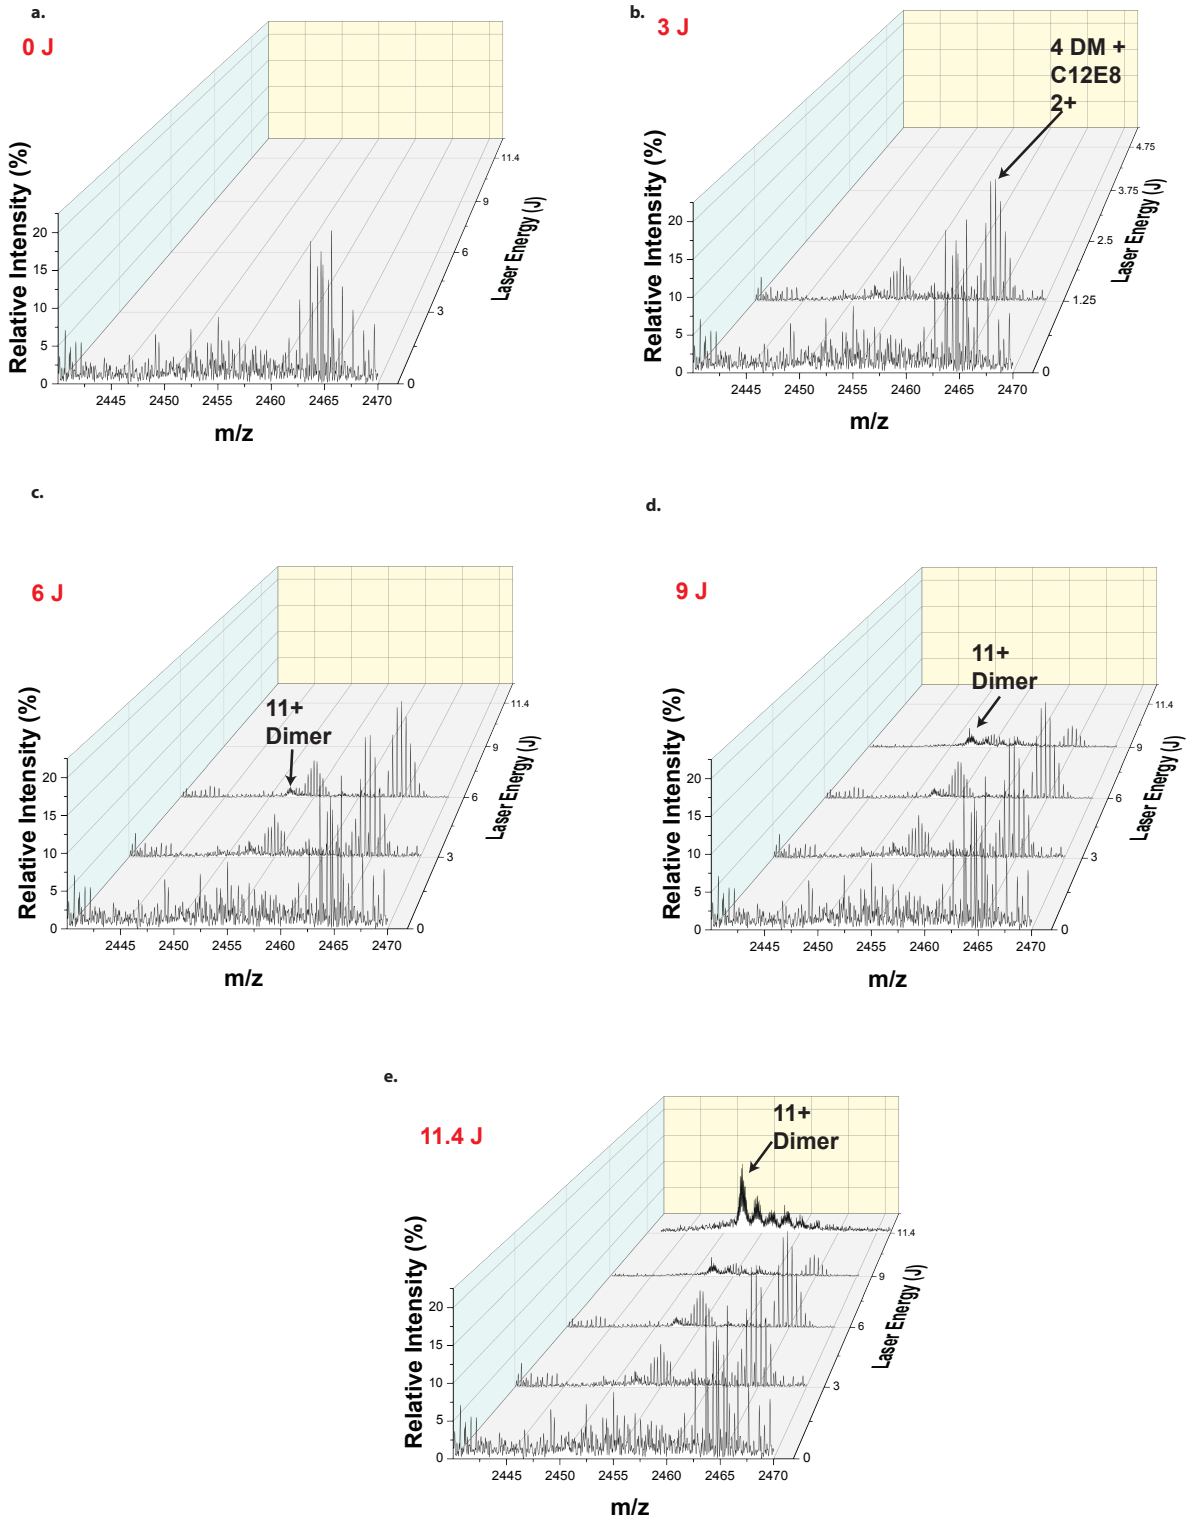 a.
0 J
Relative Intensity (%)
20
15
10
5
0
2445 2450 2455 2460 2465 2470
m/z
11.4
9
6
3
0
Laser Energy (J)
b.
3 J
4 DM +
C12E8
2+
Relative Intensity (%)
20
15
10
5
0
2445 2450 2455 2460 2465 2470
m/z
4.75
3.75
2.5
1.25
0
Laser Energy (J)
c.
6 J
11+
Dimer
Relative Intensity (%)
20
15
10
5
0
2445 2450 2455 2460 2465 2470
m/z
11.4
9
6
3
0
Laser Energy (J)
d.
9 J
11+
Dimer
Relative Intensity (%)
20
15
10
5
0
2445 2450 2455 2460 2465 2470
m/z
11.4
9
6
3
0
Laser Energy (J)
e.
11.4 J
11+
Dimer
Relative Intensity (%)
20
15
10
5
0
2445 2450 2455 2460 2465 2470
m/z
11.4
9
6
3
0
Laser Energy (J)